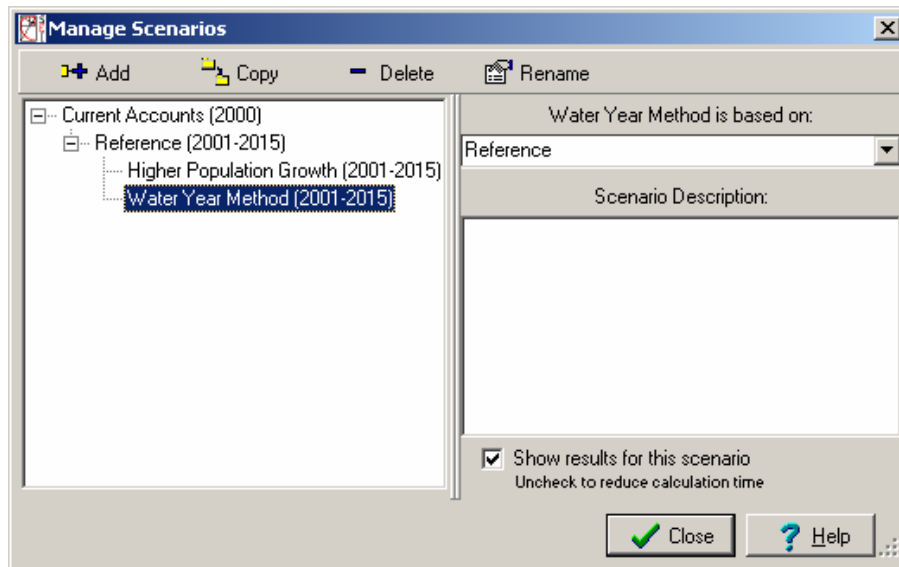 Manage Scenarios
Add Copy Delete Rename
Current Accounts (2000)
Reference (2001-2015)
Higher Population Growth (2001-2015)
Water Year Method (2001-2015)
Water Year Method is based on:
Reference
Scenario Description:
Show results for this scenario
Uncheck to reduce calculation time
Close Help